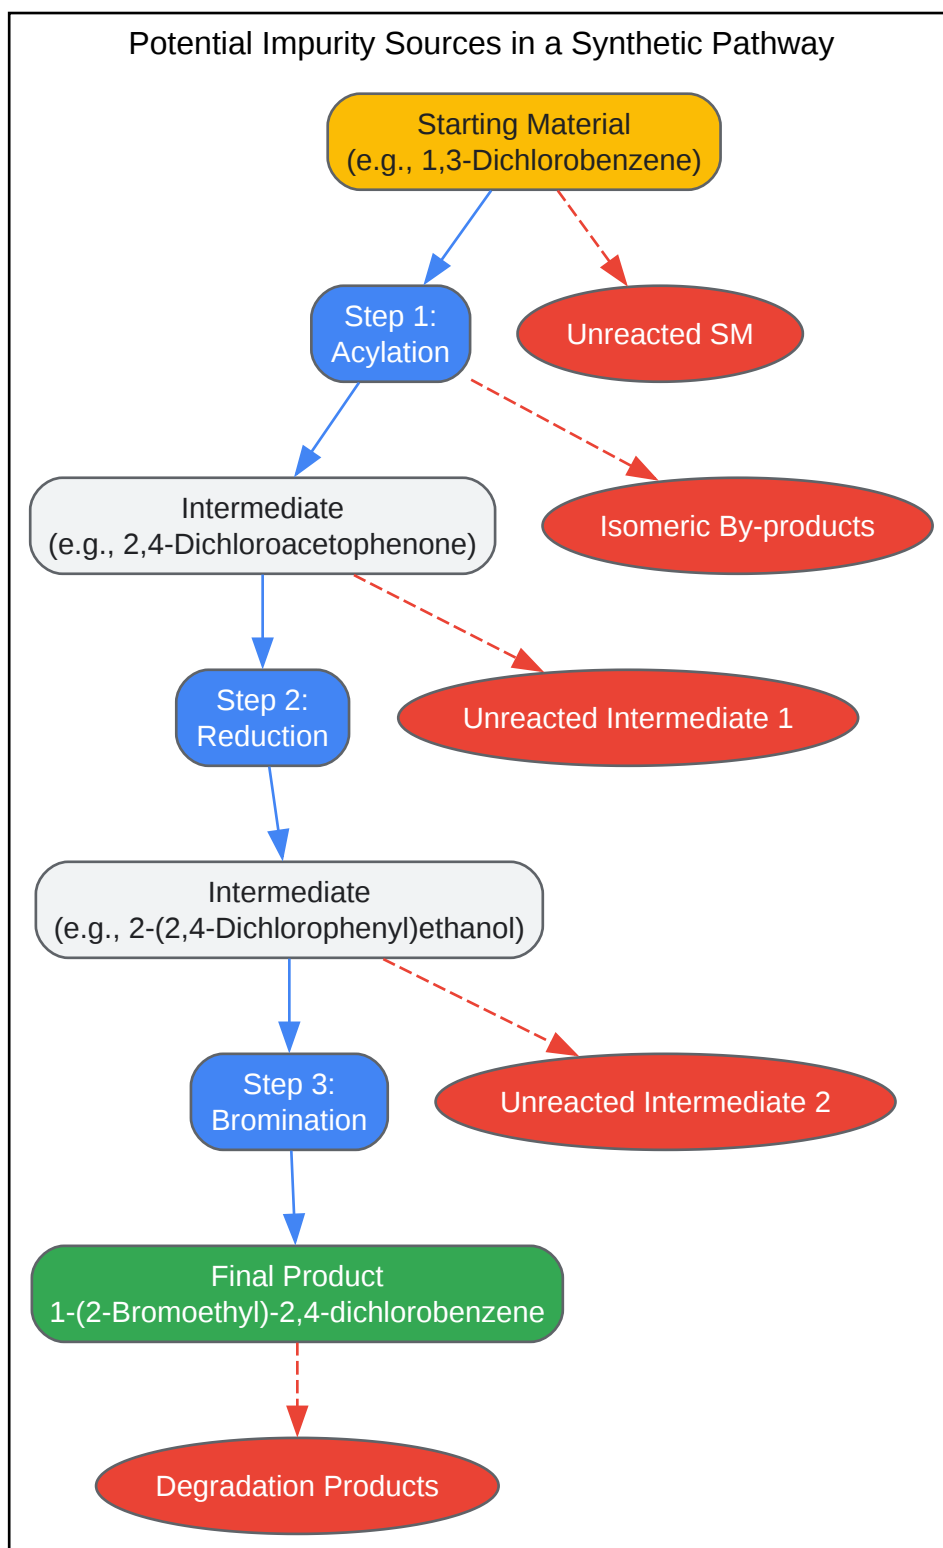 Potential Impurity Sources in a Synthetic Pathway
Starting Material
(e.g., 1,3-Dichlorobenzene)
Step 1:
Acylation
Unreacted SM
Intermediate
(e.g., 2,4-Dichloroacetophenone)
Isomeric By-products
Step 2:
Reduction
Unreacted Intermediate 1
Intermediate
(e.g., 2-(2,4-Dichlorophenyl)ethanol)
Step 3:
Bromination
Unreacted Intermediate 2
Final Product
1-(2-Bromoethyl)-2,4-dichlorobenzene
Degradation Products